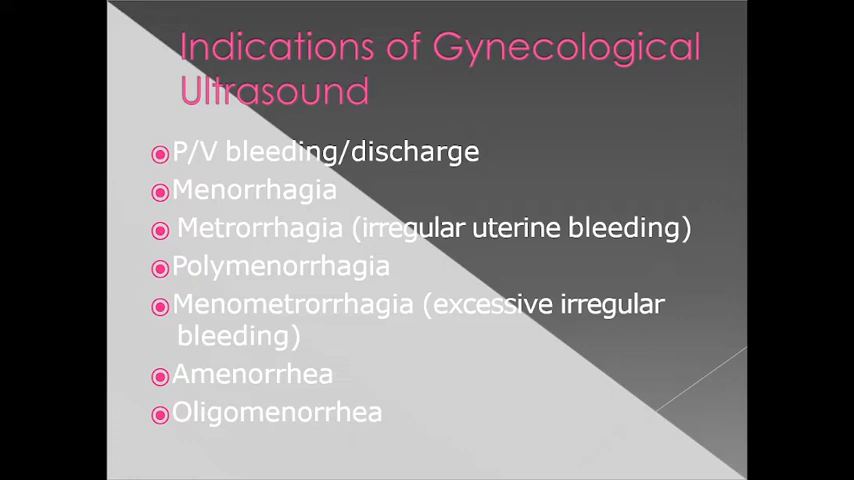 Indications of Gynecological
Ultrasound
P/V bleeding/discharge
Menorrhagia
Metrorrhagia (irregular uterine bleeding)
Polymenorrhagia
Menometrorrhagia (excessive irregular
bleeding)
Amenorrhea
Oligomenorrhea